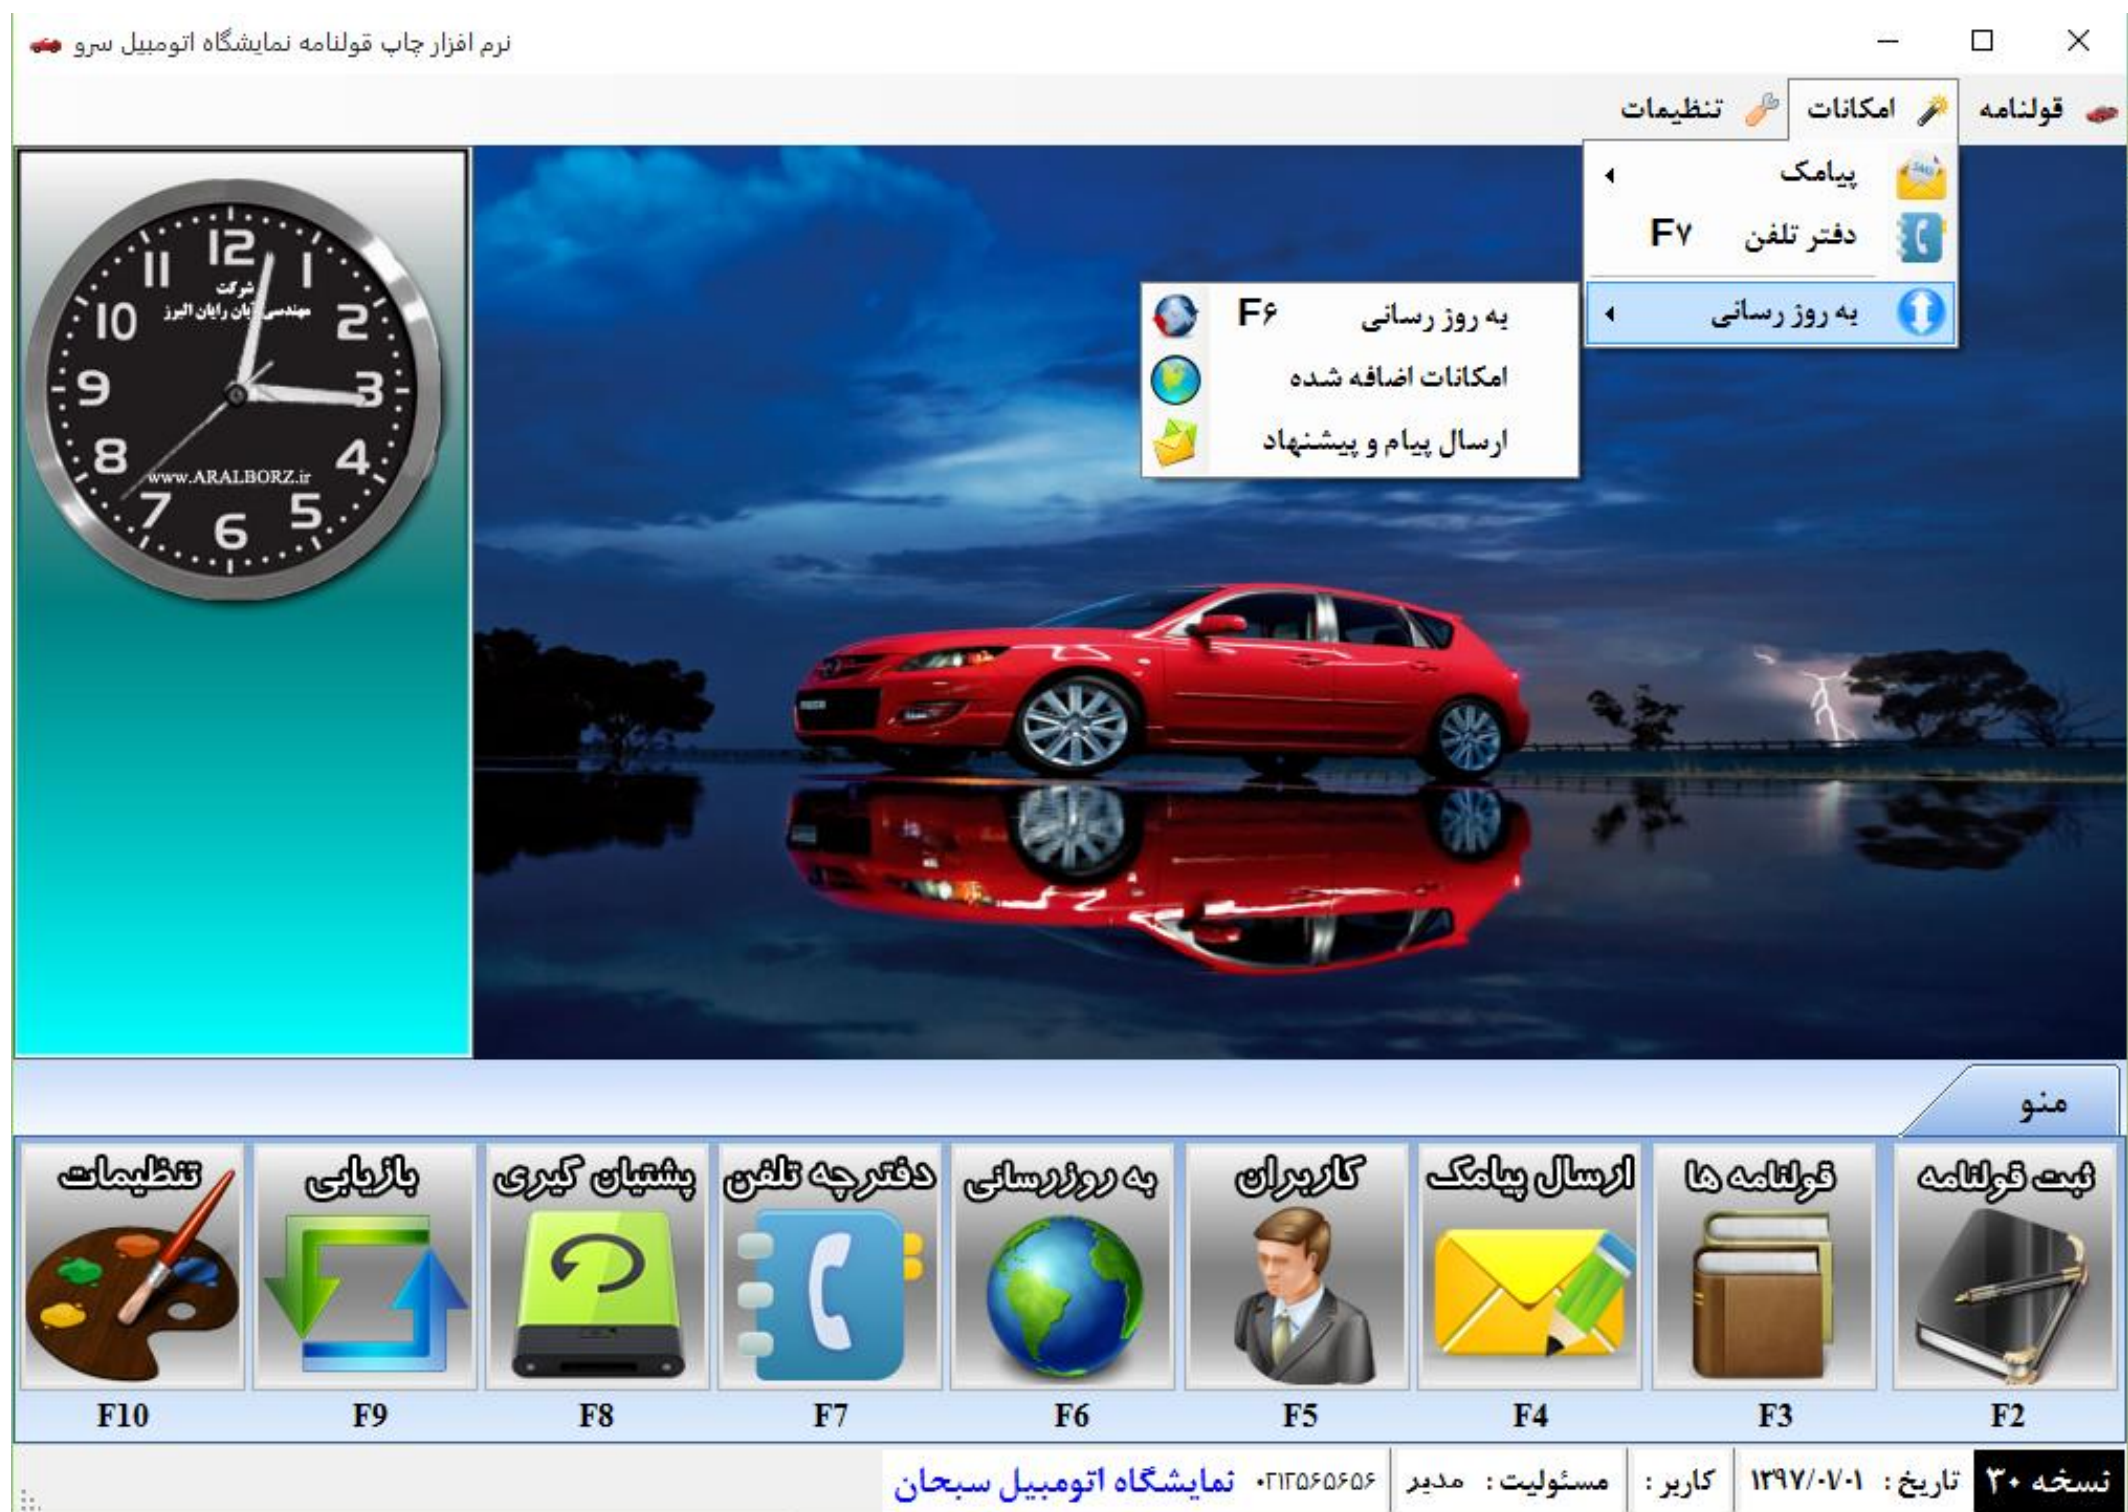 نرم افزار چاپ قولنامه نمایشگاه اتومبیل سرو
قولنامه امکانات تنظیمات
پیامک
دفتر تلفن F۷
به روز رسانی
به روز رسانی F۶
امکانات اضافه شده
ارسال پیام و پیشنهاد
12
11 1
شرکت
مهندسی آریان رایان البرز
10 2
9 3
8 4
www.ARALBORZ.ir
7 5
6
منو
ثبت قولنامه قولنامه ها ارسال پیامک کاربران به روزرسانی دفترچه تلفن پشتیبان گیری بازیابی تنظیمات
F2 F3 F4 F5 F6 F7 F8 F9 F10
نسخه ۳۰ تاریخ : ۱۳۹۷/۰۱/۰۱ کاربر : مسئولیت : مدیر ۰۲۱۲۵۶۵۶۵۶ نمایشگاه اتومبیل سبحان